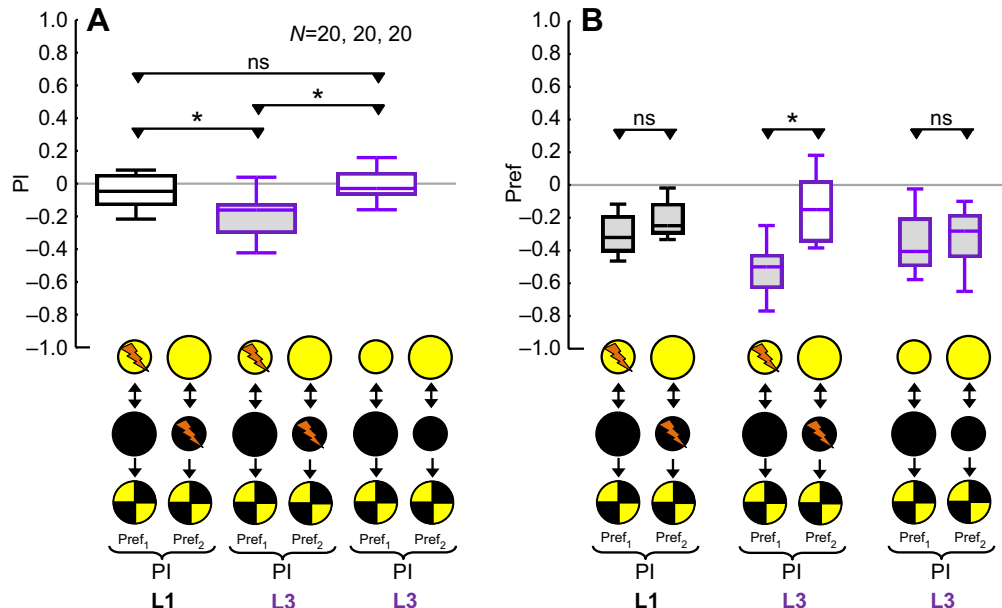 A
N=20, 20, 20
PI
1.0
0.8
0.6
0.4
0.2
0
–0.2
–0.4
–0.6
–0.8
–1.0
ns
*
*
Pref1 Pref2 Pref1 Pref2 Pref1 Pref2
PI PI PI
L1 L3 L3
B
Pref
1.0
0.8
0.6
0.4
0.2
0
–0.2
–0.4
–0.6
–0.8
–1.0
ns * ns
Pref1 Pref2 Pref1 Pref2 Pref1 Pref2
PI PI PI
L1 L3 L3